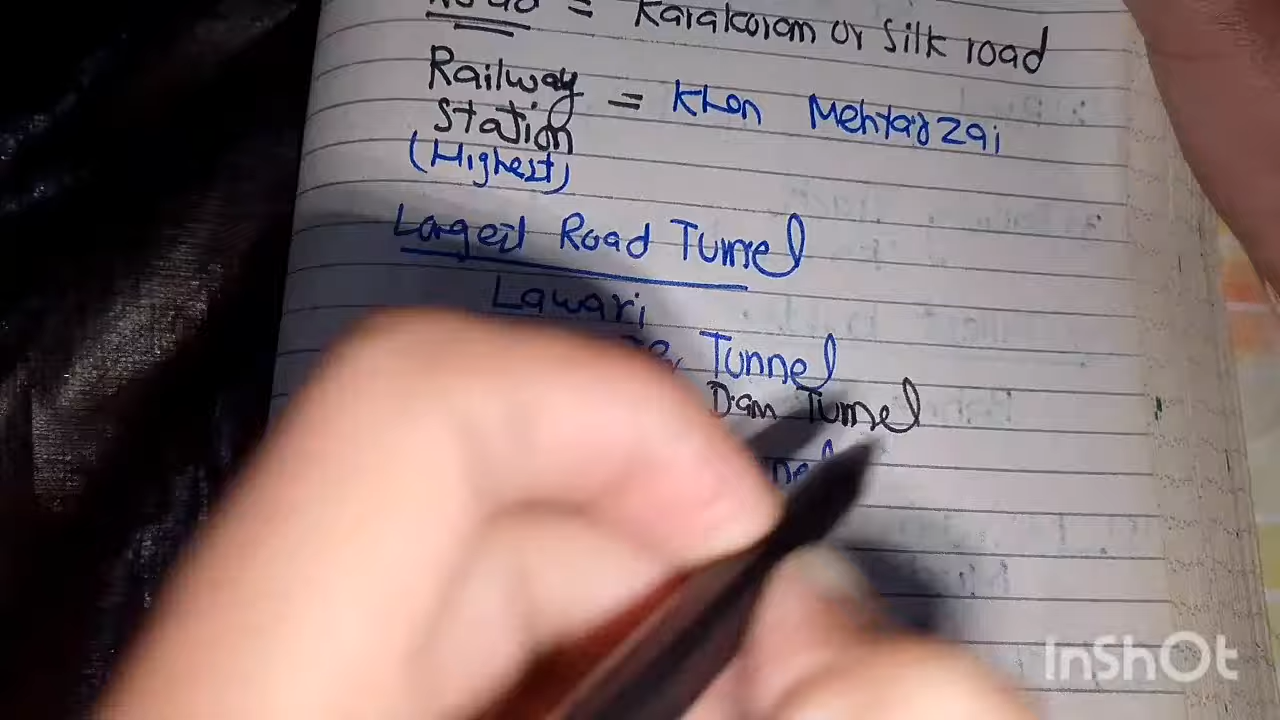 = Karakoram or Silk road
Railway Station = Khan Mehtarzai
(Highest)
Largest Road Tunnel
Lawari
Tunnel
Dam Tunnel
InShOt